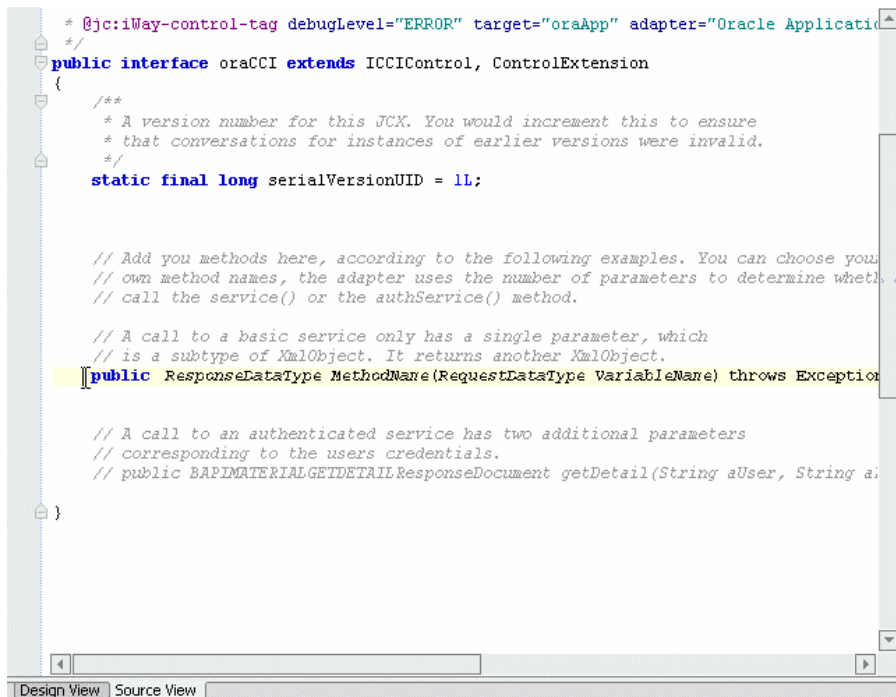 * @jc:iWay-control-tag debugLevel="ERROR" target="oraApp" adapter="Oracle Applicatio
*/
public interface oraCCI extends ICCIControl, ControlExtension
{
/**
* A version number for this JCX. You would increment this to ensure
* that conversations for instances of earlier versions were invalid.
*/
static final long serialVersionUID = 1L;
// Add you methods here, according to the following examples. You can choose you
// own method names, the adapter uses the number of parameters to determine wheth
// call the service() or the authService() method.
// A call to a basic service only has a single parameter, which
// is a subtype of XmlObject. It returns another XmlObject.
public ResponseDataType MethodName(RequestDataType VariableName) throws Exception
// A call to an authenticated service has two additional parameters
// corresponding to the users credentials.
// public BAPIMATERIALGETDETAILResponseDocument getDetail(String aUser, String a
}
Design View Source View